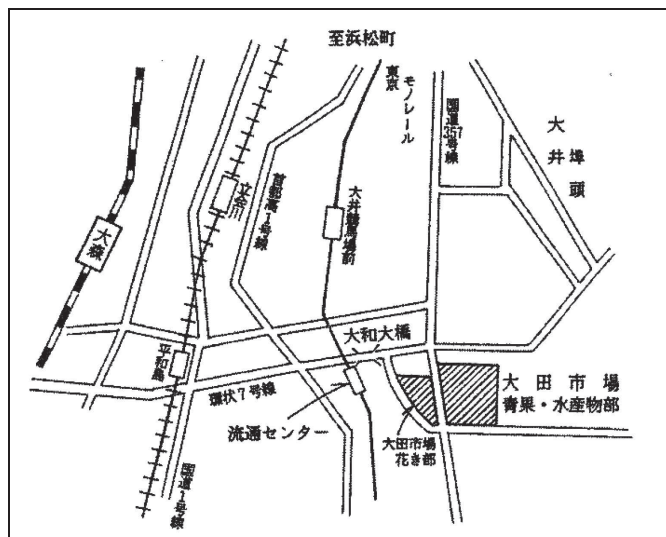 至浜松町
東京
モノレール
国道357号線
大井
埠頭
立会川
首都高1号線
大井競馬場前
大森
大和大橋
平和島
環状7号線
大田市場
青果・水産物部
流通センター
大田市場
花き部
国道1号線